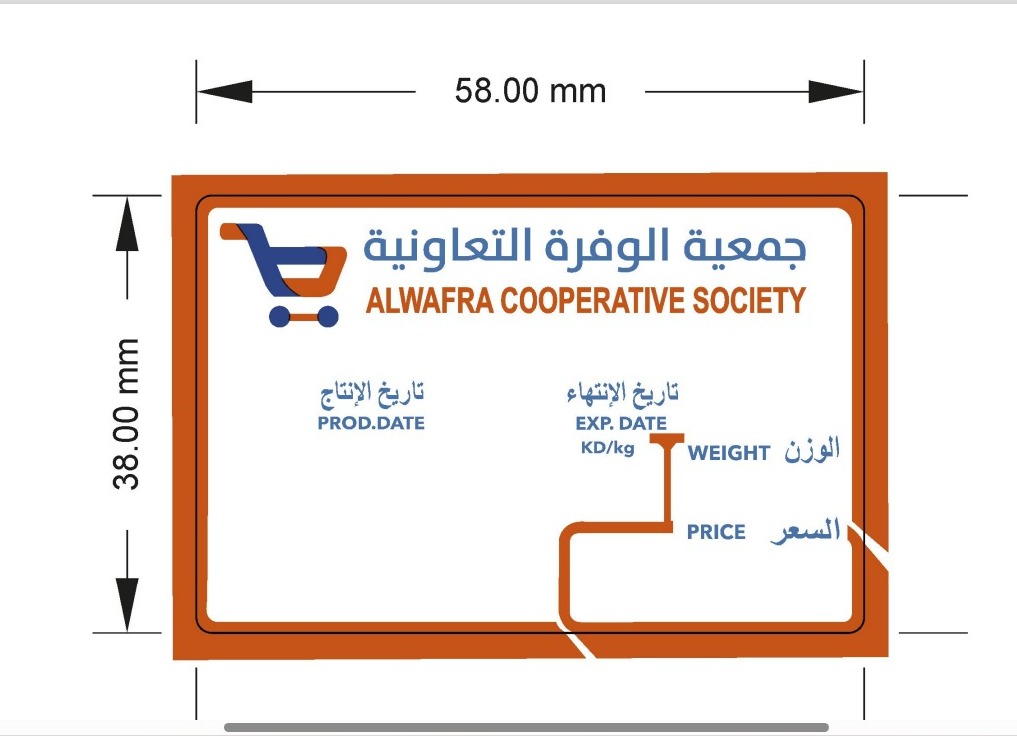 58.00 mm
38.00 mm
جمعية الوفرة التعاونية
ALWAFRA COOPERATIVE SOCIETY
تاريخ الإنتاج
PROD.DATE
تاريخ الإنتهاء
EXP. DATE
KD/kg
WEIGHT الوزن
PRICE السعر